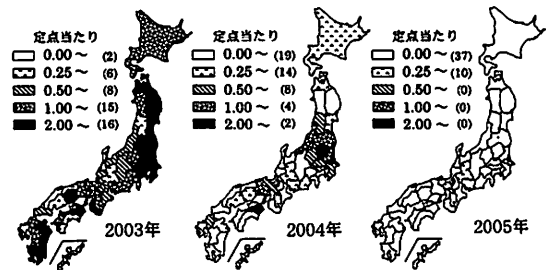 定点当たり
0.00～ (2)
0.25～ (6)
0.50～ (8)
1.00～ (15)
2.00～ (16)
2003年
定点当たり
0.00～ (19)
0.25～ (14)
0.50～ (8)
1.00～ (4)
2.00～ (2)
2004年
定点当たり
0.00～ (37)
0.25～ (10)
0.50～ (0)
1.00～ (0)
2.00～ (0)
2005年